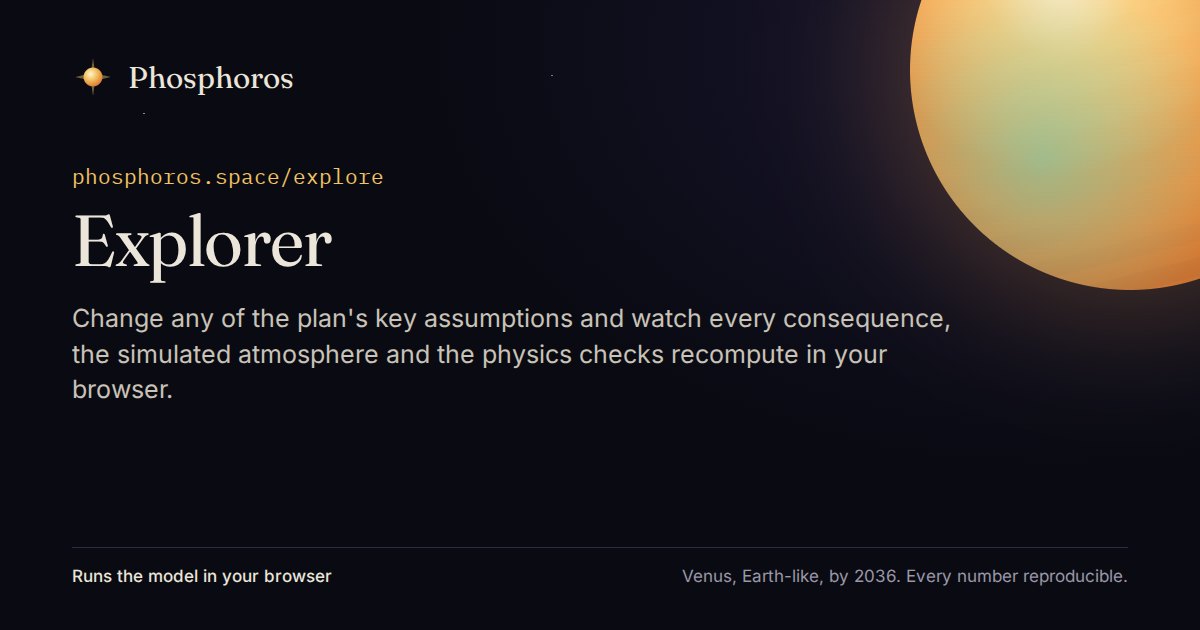 Phosphoros
phosphoros.space/explore
Explorer
Change any of the plan's key assumptions and watch every consequence,
the simulated atmosphere and the physics checks recompute in your
browser.
Runs the model in your browser
Venus, Earth-like, by 2036. Every number reproducible.